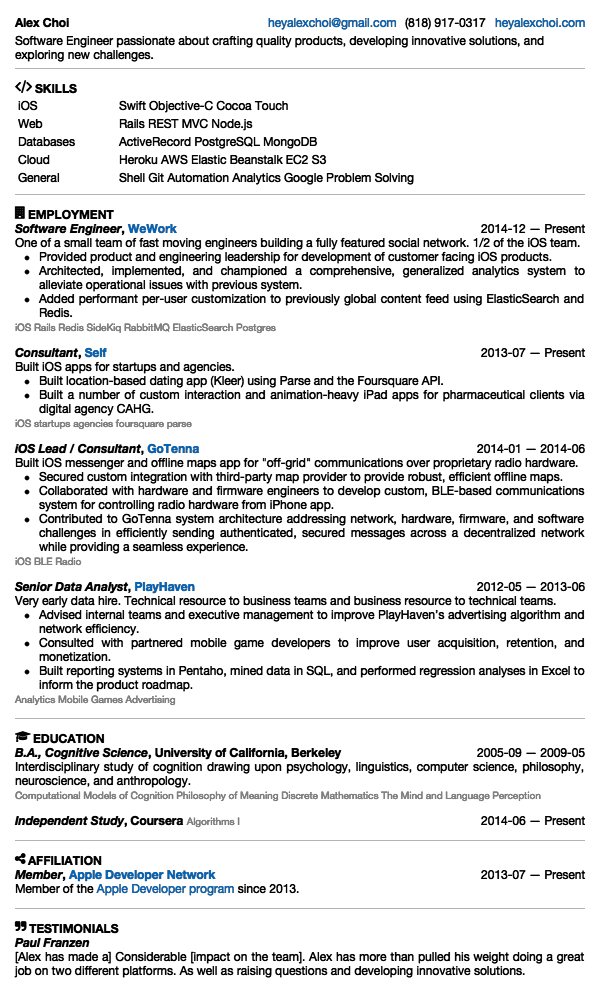 Alex Choi heyalexchoi@gmail.com (818) 917-0317 heyalexchoi.com
Software Engineer passionate about crafting quality products, developing innovative solutions, and
exploring new challenges.
</> SKILLS
iOS Swift Objective-C Cocoa Touch
Web Rails REST MVC Node.js
Databases ActiveRecord PostgreSQL MongoDB
Cloud Heroku AWS Elastic Beanstalk EC2 S3
General Shell Git Automation Analytics Google Problem Solving
EMPLOYMENT
Software Engineer, WeWork 2014-12 — Present
One of a small team of fast moving engineers building a fully featured social network. 1/2 of the iOS team.
• Provided product and engineering leadership for development of customer facing iOS products.
• Architected, implemented, and championed a comprehensive, generalized analytics system to
alleviate operational issues with previous system.
• Added performant per-user customization to previously global content feed using ElasticSearch and
Redis.
iOS Rails Redis SideKiq RabbitMQ ElasticSearch Postgres
Consultant, Self 2013-07 — Present
Built iOS apps for startups and agencies.
• Built location-based dating app (Kleer) using Parse and the Foursquare API.
• Built a number of custom interaction and animation-heavy iPad apps for pharmaceutical clients via
digital agency CAHG.
iOS startups agencies foursquare parse
iOS Lead / Consultant, GoTenna 2014-01 — 2014-06
Built iOS messenger and offline maps app for "off-grid" communications over proprietary radio hardware.
• Secured custom integration with third-party map provider to provide robust, efficient offline maps.
• Collaborated with hardware and firmware engineers to develop custom, BLE-based communications
system for controlling radio hardware from iPhone app.
• Contributed to GoTenna system architecture addressing network, hardware, firmware, and software
challenges in efficiently sending authenticated, secured messages across a decentralized network
while providing a seamless experience.
iOS BLE Radio
Senior Data Analyst, PlayHaven 2012-05 — 2013-06
Very early data hire. Technical resource to business teams and business resource to technical teams.
• Advised internal teams and executive management to improve PlayHaven's advertising algorithm and
network efficiency.
• Consulted with partnered mobile game developers to improve user acquisition, retention, and
monetization.
• Built reporting systems in Pentaho, mined data in SQL, and performed regression analyses in Excel to
inform the product roadmap.
Analytics Mobile Games Advertising
EDUCATION
B.A., Cognitive Science, University of California, Berkeley 2005-09 — 2009-05
Interdisciplinary study of cognition drawing upon psychology, linguistics, computer science, philosophy,
neuroscience, and anthropology.
Computational Models of Cognition Philosophy of Meaning Discrete Mathematics The Mind and Language Perception
Independent Study, Coursera Algorithms I 2014-06 — Present
AFFILIATION
Member, Apple Developer Network 2013-07 — Present
Member of the Apple Developer program since 2013.
TESTIMONIALS
Paul Franzen
[Alex has made a] Considerable [impact on the team]. Alex has more than pulled his weight doing a great
job on two different platforms. As well as raising questions and developing innovative solutions.